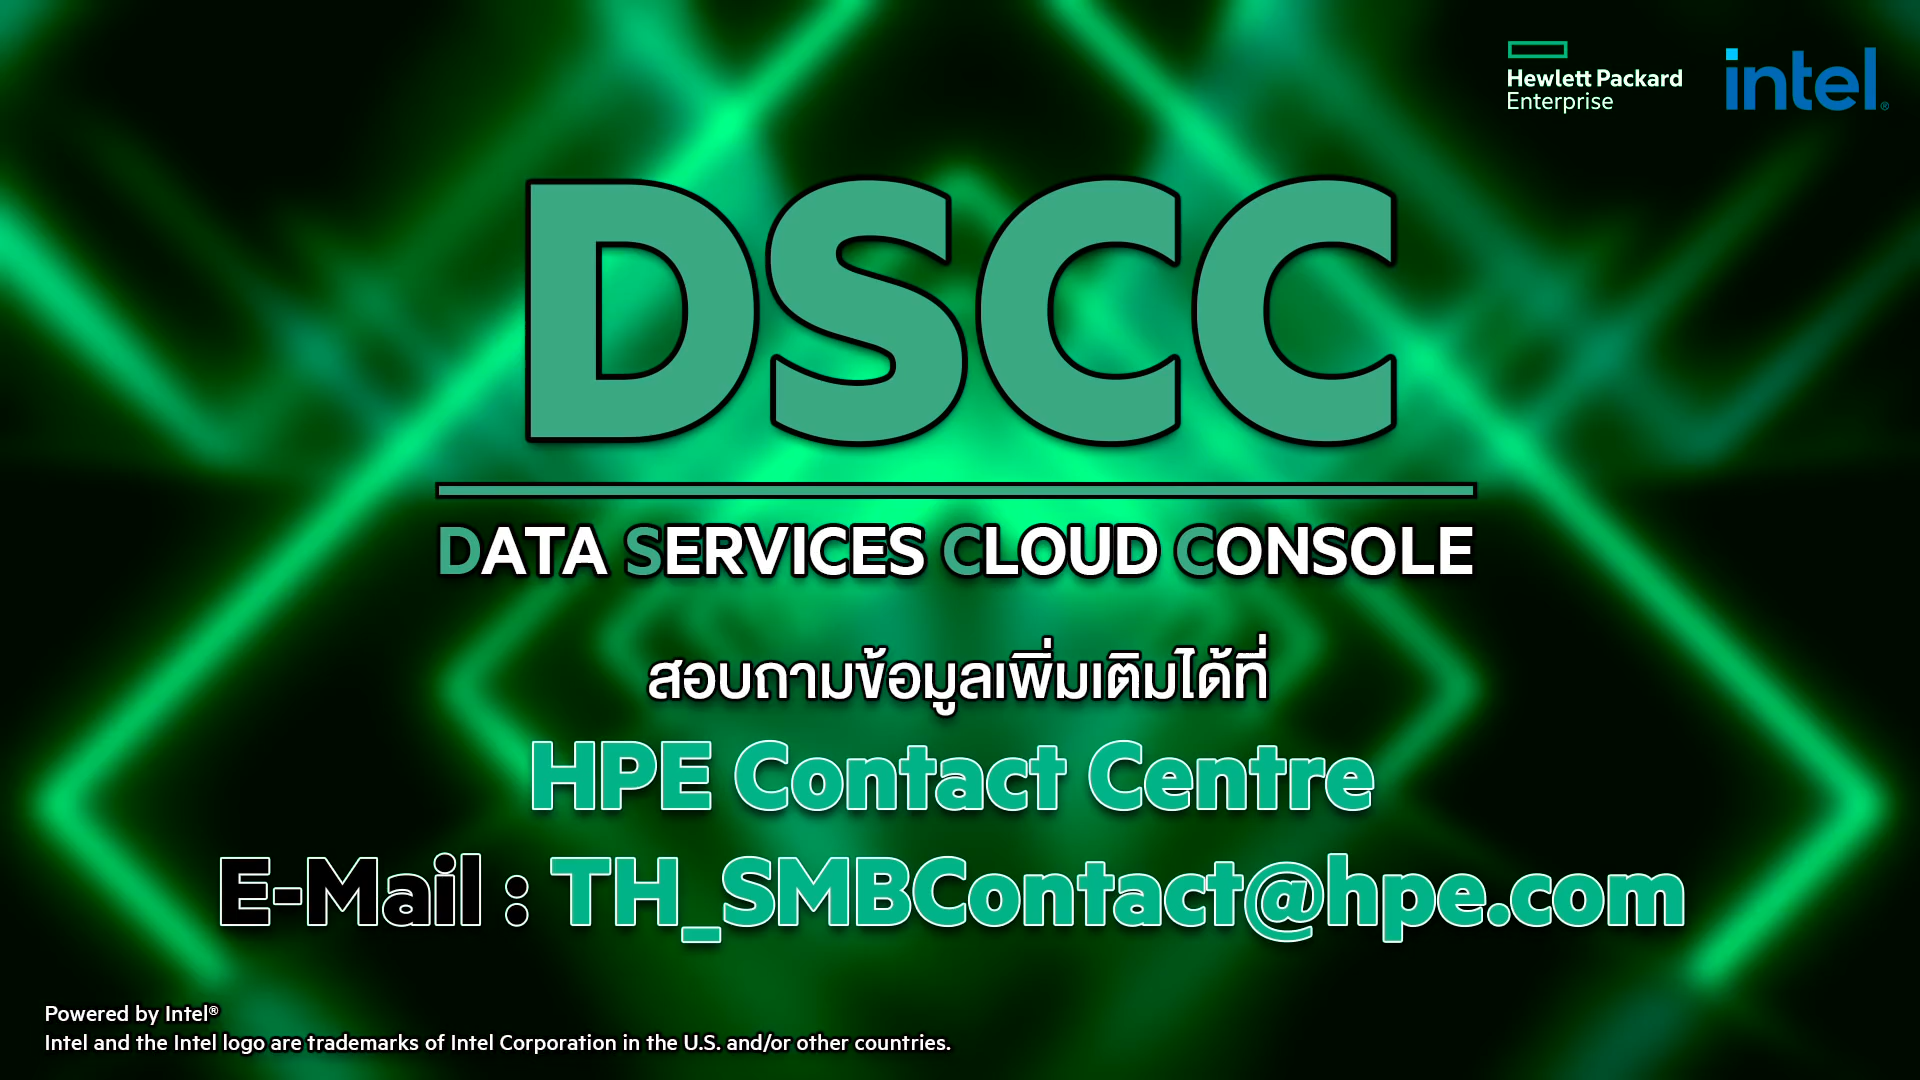 Hewlett Packard
Enterprise
intel®
DSCC
DATA SERVICES CLOUD CONSOLE
สอบถามข้อมูลเพิ่มเติมได้ที่
HPE Contact Centre
E-Mail : TH_SMBContact@hpe.com
Powered by Intel®
Intel and the Intel logo are trademarks of Intel Corporation in the U.S. and/or other countries.